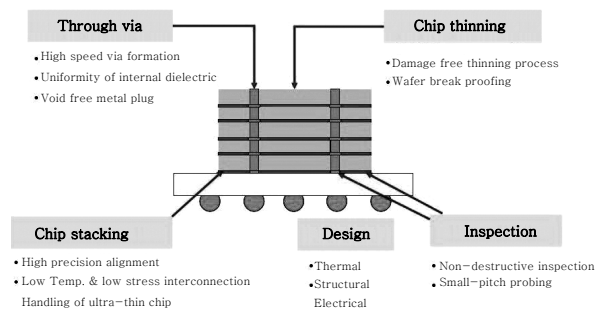 Through via
• High speed via formation
• Uniformity of internal dielectric
• Void free metal plug
Chip thinning
• Damage free thinning process
• Wafer break proofing
Chip stacking
• High precision alignment
• Low Temp. & low stress interconnection
Handling of ultra-thin chip
Design
• Thermal
• Structural
Electrical
Inspection
• Non-destructive inspection
• Small-pitch probing